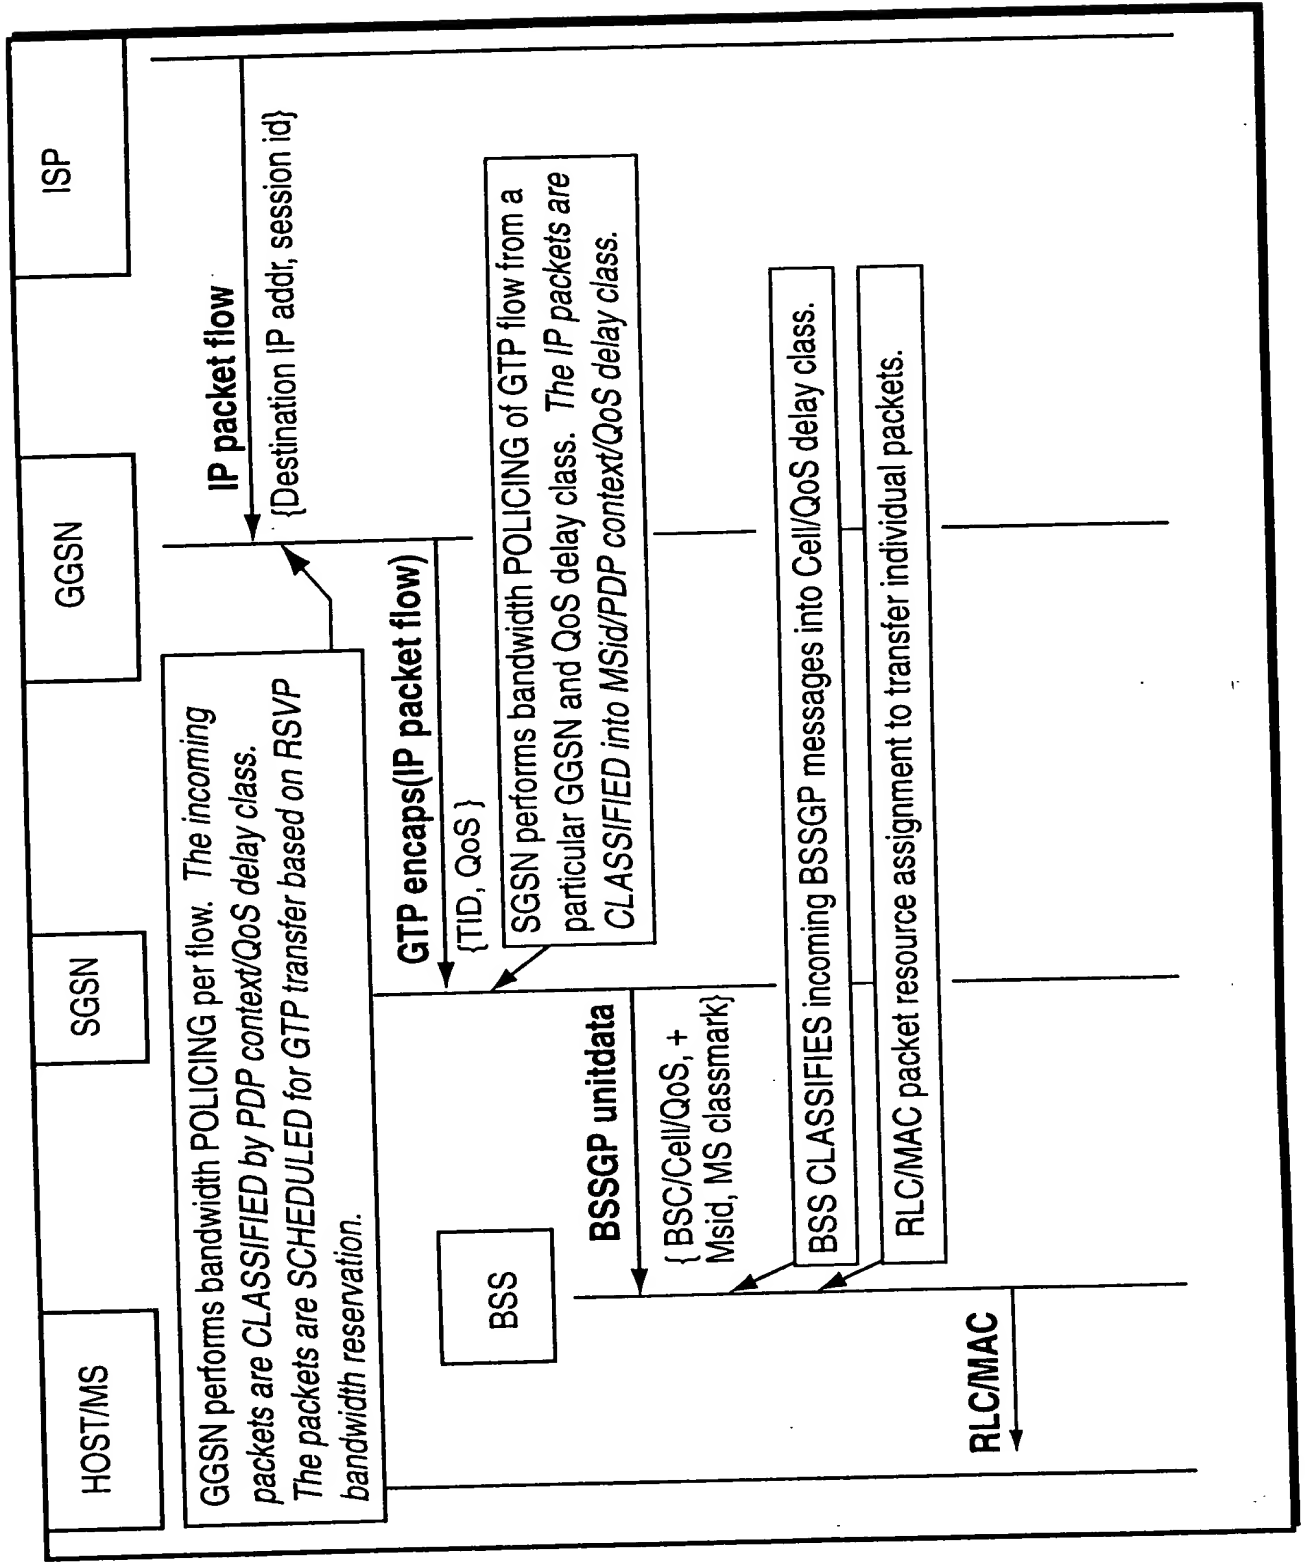 HOST/MS
SGSN
GGSN
ISP
GGSN performs bandwidth POLICING per flow. The incoming
packets are CLASSIFIED by PDP context/QoS delay class.
The packets are SCHEDULED for GTP transfer based on RSVP
bandwidth reservation.
IP packet flow
{Destination IP addr, session id}
GTP encaps(IP packet flow)
{TID, QoS }
SGSN performs bandwidth POLICING of GTP flow from a
particular GGSN and QoS delay class. The IP packets are
CLASSIFIED into MSid/PDP context/QoS delay class.
BSS
BSSGP unitdata
{ BSC/Cell/QoS, +
Msid, MS classmark}
BSS CLASSIFIES incoming BSSGP messages into Cell/QoS delay class.
RLC/MAC packet resource assignment to transfer individual packets.
RLC/MAC